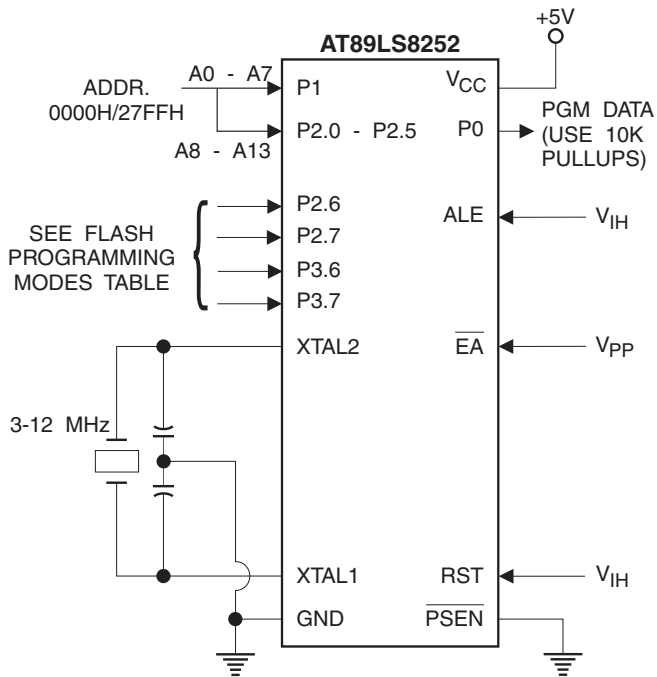 +5V
AT89LS8252
ADDR.
0000H/27FFH
A0 - A7
A8 - A13
P1
P2.0 - P2.5
VCC
P0
PGM DATA
(USE 10K
PULLUPS)
SEE FLASH
PROGRAMMING
MODES TABLE
P2.6
P2.7
P3.6
P3.7
ALE
VIH
XTAL2
EA
VPP
3-12 MHz
XTAL1
RST
VIH
GND
PSEN